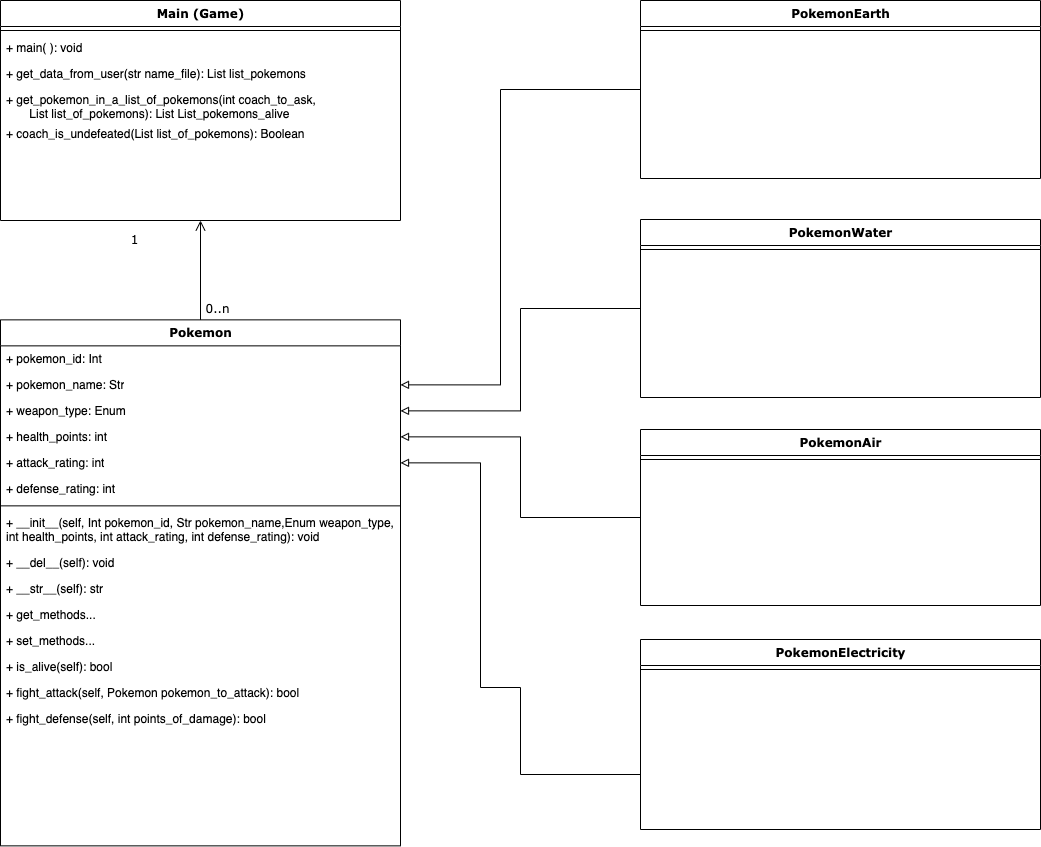 Main (Game)
+ main( ): void
+ get_data_from_user(str name_file): List list_pokemons
+ get_pokemon_in_a_list_of_pokemons(int coach_to_ask,
List list_of_pokemons): List List_pokemons_alive
+ coach_is_undefeated(List list_of_pokemons): Boolean
1
0..n
Pokemon
+ pokemon_id: Int
+ pokemon_name: Str
+ weapon_type: Enum
+ health_points: int
+ attack_rating: int
+ defense_rating: int
+ __init__(self, Int pokemon_id, Str pokemon_name,Enum weapon_type,
int health_points, int attack_rating, int defense_rating): void
+ __del__(self): void
+ __str__(self): str
+ get_methods...
+ set_methods...
+ is_alive(self): bool
+ fight_attack(self, Pokemon pokemon_to_attack): bool
+ fight_defense(self, int points_of_damage): bool
PokemonEarth
PokemonWater
PokemonAir
PokemonElectricity